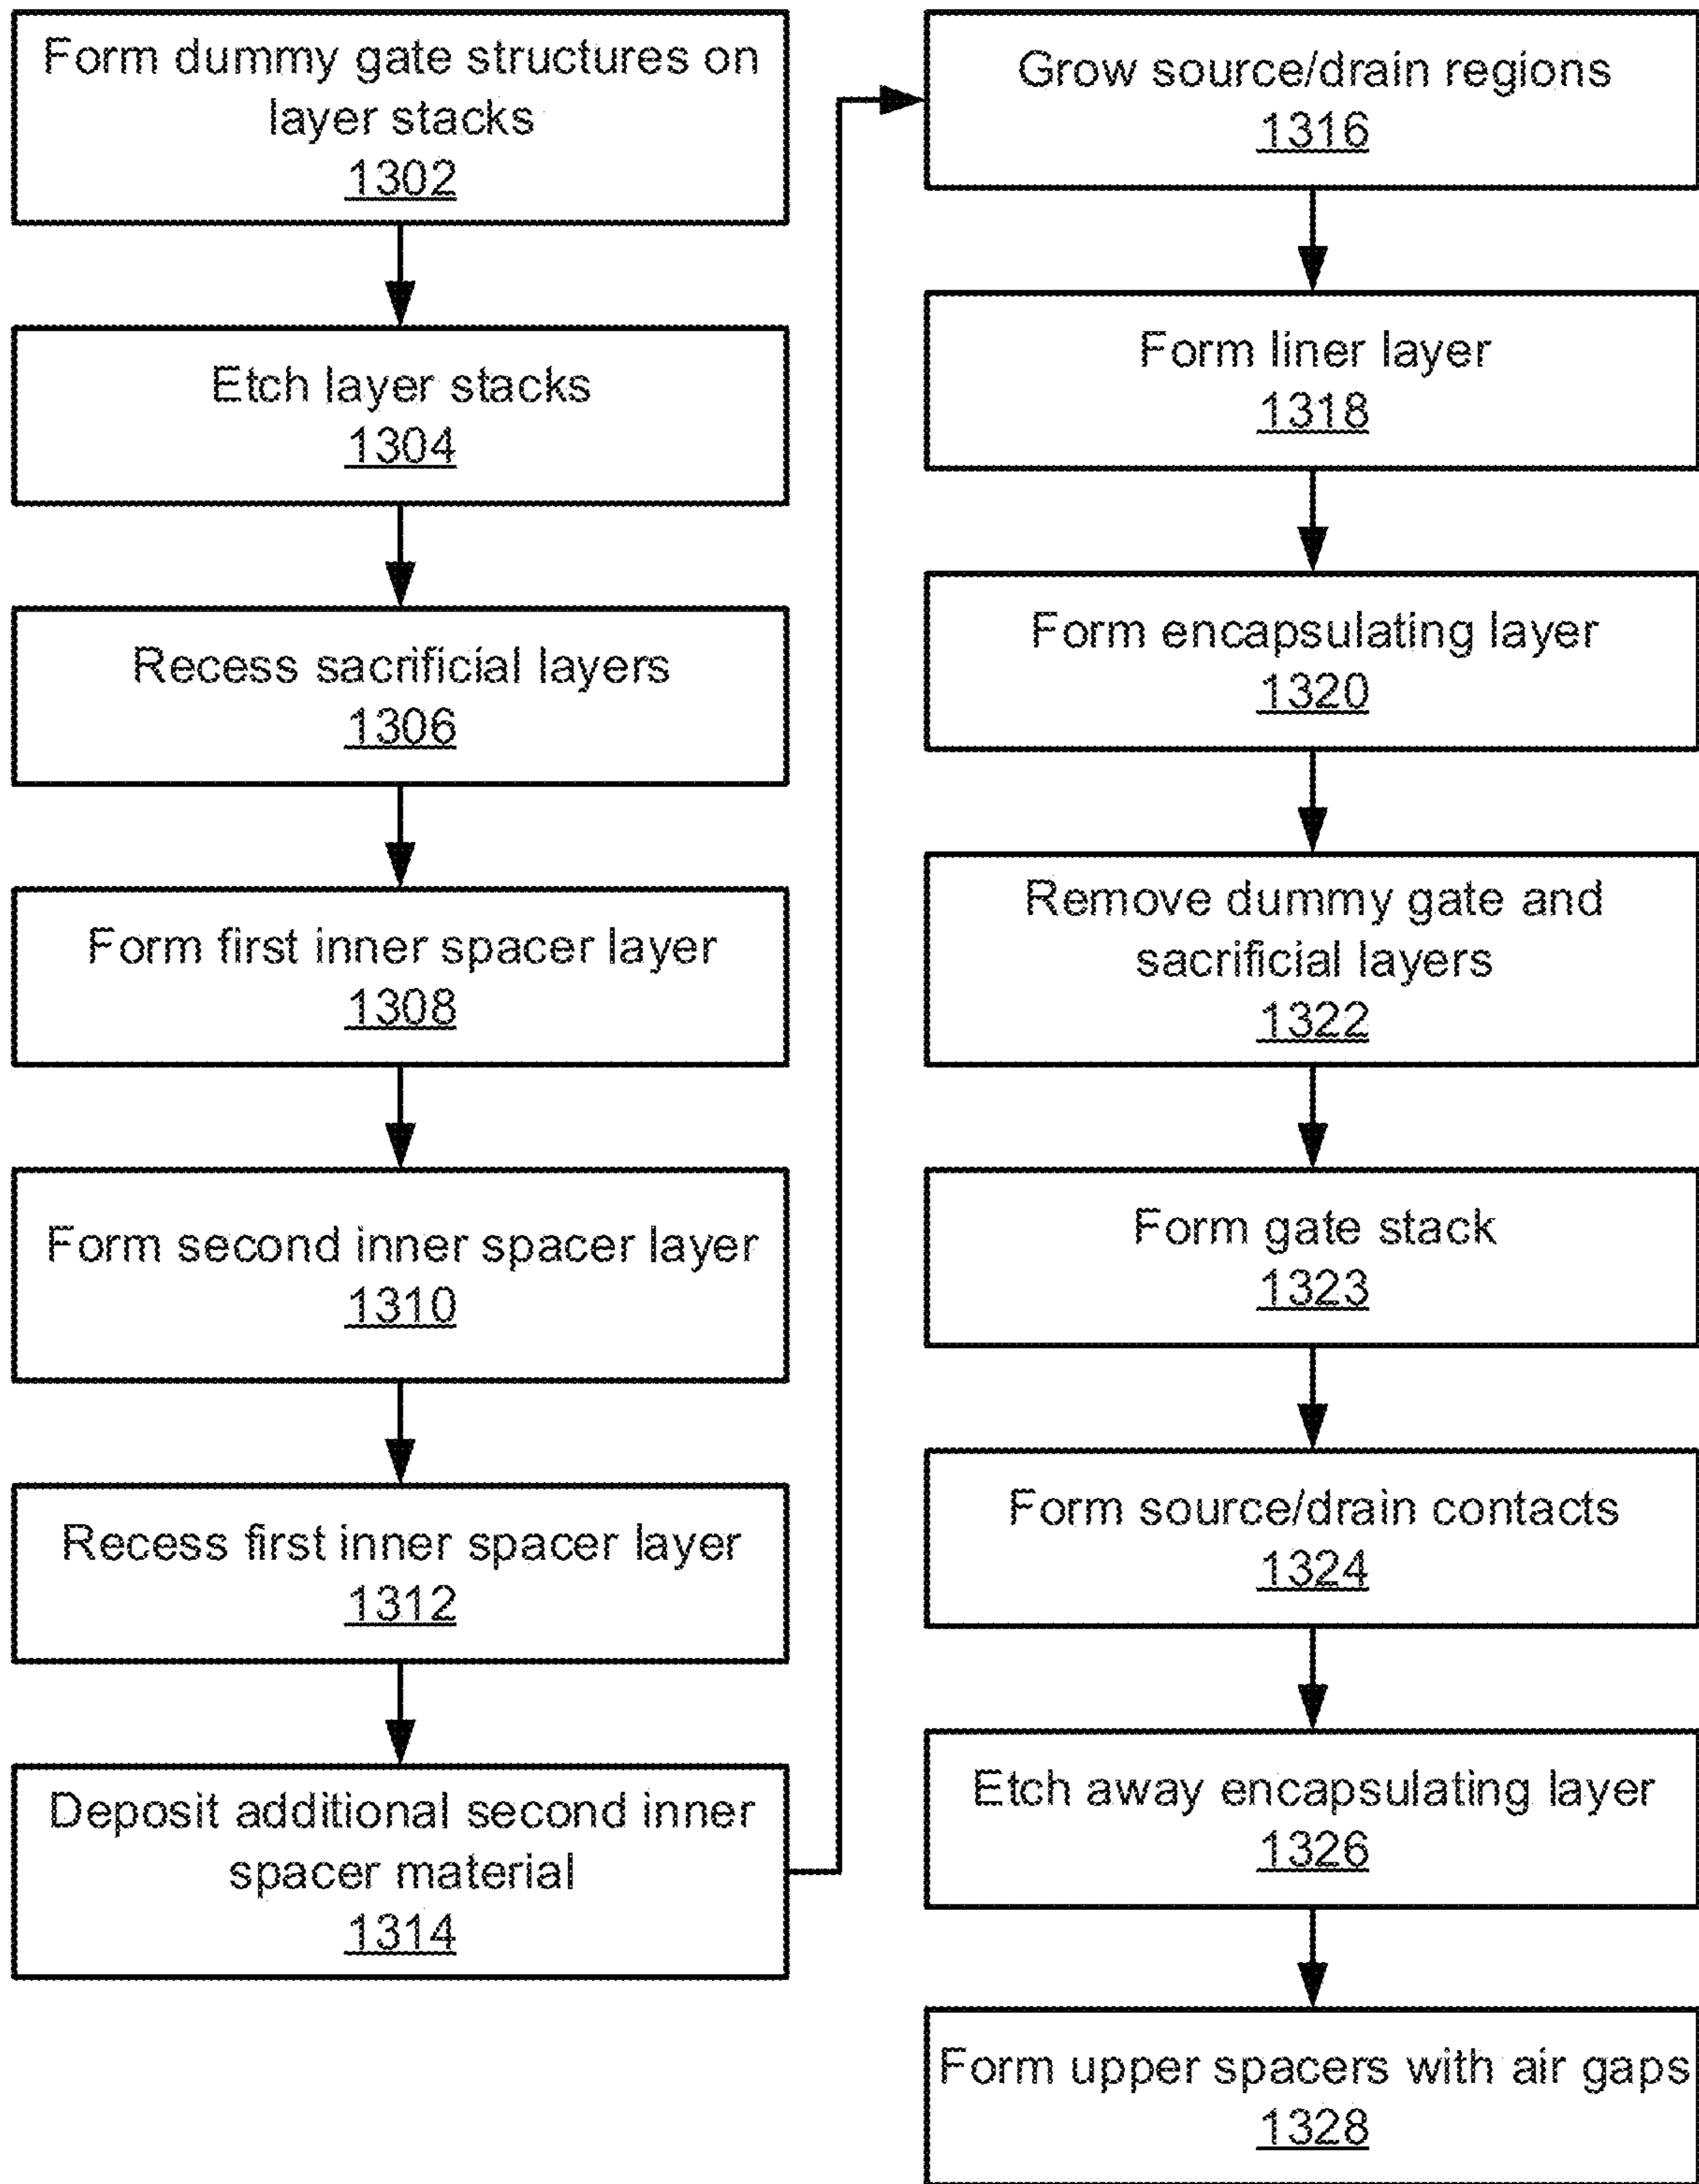 Form dummy gate structures on
layer stacks
1302
Etch layer stacks
1304
Recess sacrificial layers
1306
Form first inner spacer layer
1308
Form second inner spacer layer
1310
Recess first inner spacer layer
1312
Deposit additional second inner
spacer material
1314
Grow source/drain regions
1316
Form liner layer
1318
Form encapsulating layer
1320
Remove dummy gate and
sacrificial layers
1322
Form gate stack
1323
Form source/drain contacts
1324
Etch away encapsulating layer
1326
Form upper spacers with air gaps
1328